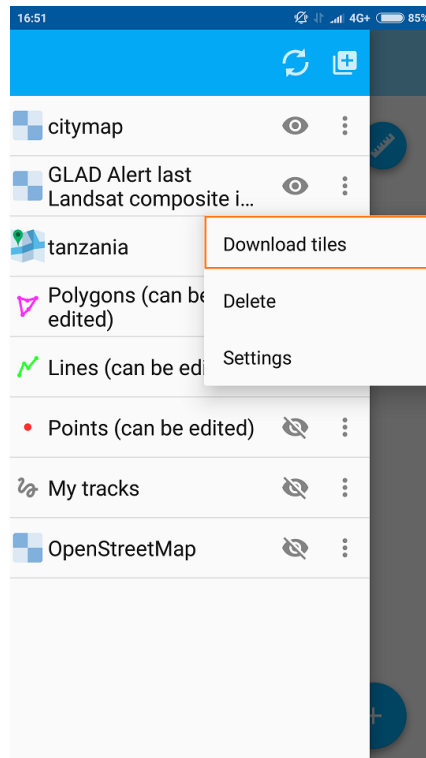 16:51 4G+ 85%
citymap
GLAD Alert last
Landsat composite i...
tanzania
Download tiles
Polygons (can be
edited)
Delete
Lines (can be edi
Settings
Points (can be edited)
My tracks
OpenStreetMap